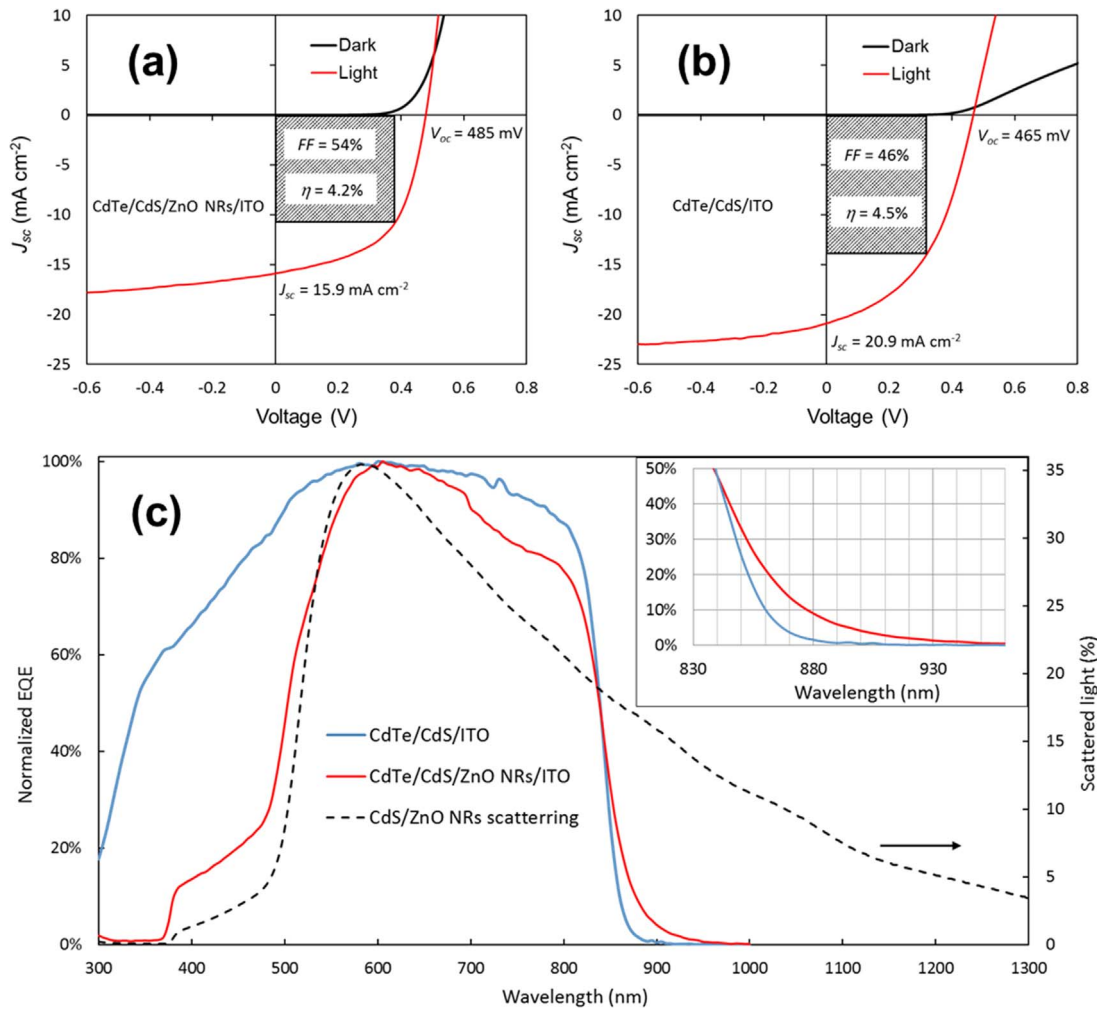 (a)
Dark
Light
10
5
0
-5
-10
-15
-20
-25
J_sc (mA cm⁻²)
V_oc = 485 mV
FF = 54%
η = 4.2%
CdTe/CdS/ZnO NRs/ITO
J_sc = 15.9 mA cm⁻²
-0.6 -0.4 -0.2 0 0.2 0.4 0.6 0.8
Voltage (V)
(b)
Dark
Light
10
5
0
-5
-10
-15
-20
-25
J_sc (mA cm⁻²)
V_oc = 465 mV
FF = 46%
η = 4.5%
CdTe/CdS/ITO
J_sc = 20.9 mA cm⁻²
-0.6 -0.4 -0.2 0 0.2 0.4 0.6 0.8
Voltage (V)
(c)
100%
80%
60%
40%
20%
0%
Normalized EQE
CdTe/CdS/ITO
CdTe/CdS/ZnO NRs/ITO
CdS/ZnO NRs scatterring
50%
40%
30%
20%
10%
0%
830 880 930
Wavelength (nm)
35
30
25
20
15
10
5
0
Scattered light (%)
300 400 500 600 700 800 900 1000 1100 1200 1300
Wavelength (nm)